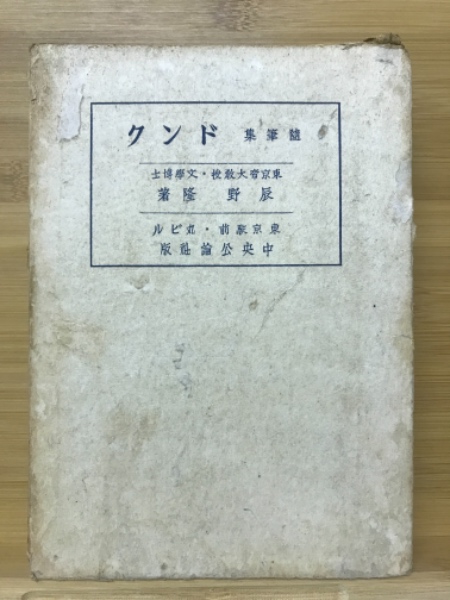 隨筆集 ドンク
東京帝大教授・文學博士
辰野隆著
東京驛前・丸ビル
中央公論社版